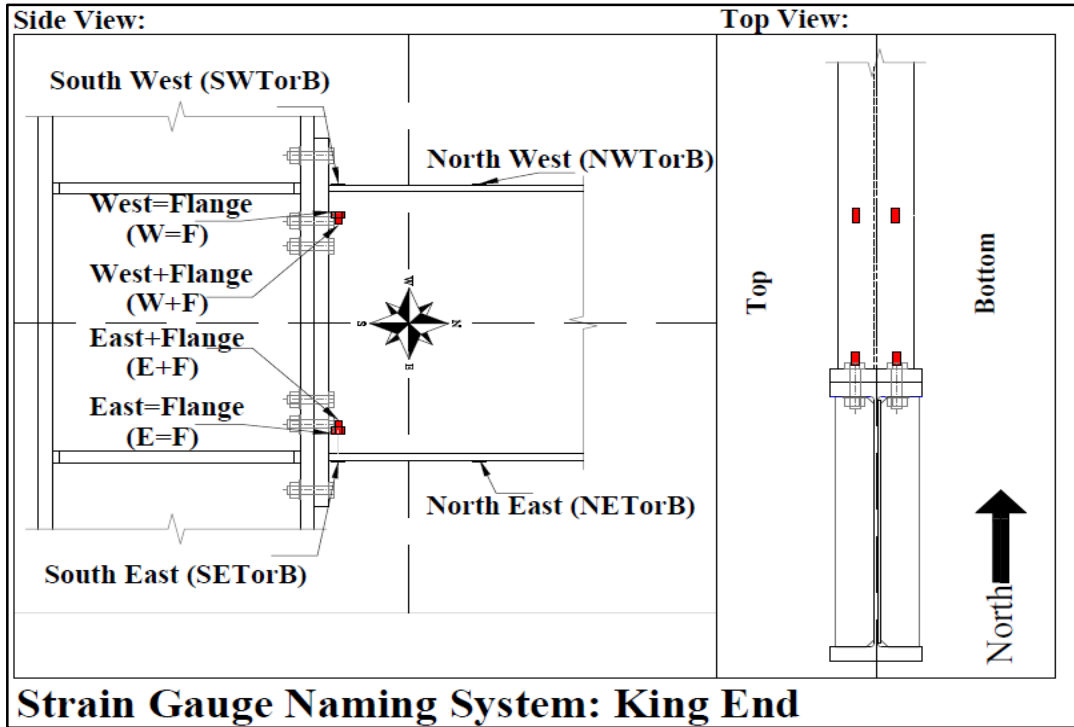 Side View:
Top View:
South West (SWTorB)
North West (NWTorB)
West=Flange
(W=F)
West+Flange
(W+F)
East+Flange
(E+F)
East=Flange
(E=F)
W
S
N
E
North East (NETorB)
South East (SETorB)
Top
Bottom
North
Strain Gauge Naming System: King End